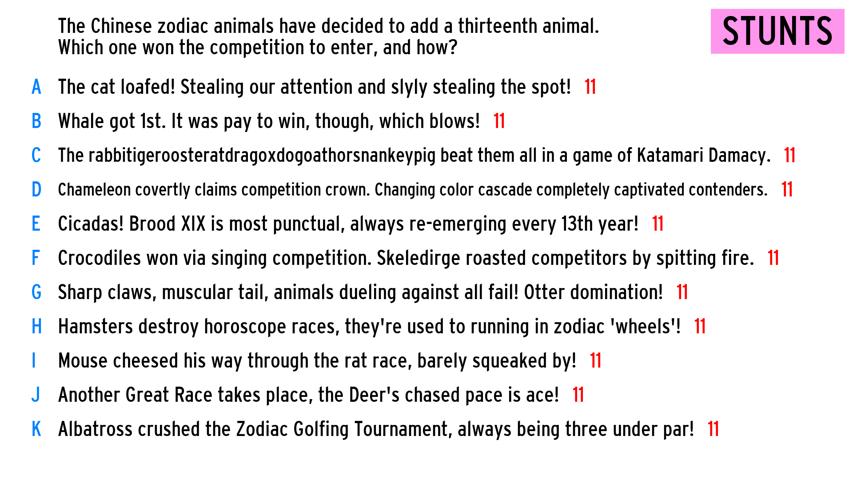 The Chinese zodiac animals have decided to add a thirteenth animal.
Which one won the competition to enter, and how?
STUNTS
A The cat loafed! Stealing our attention and slyly stealing the spot! 11
B Whale got 1st. It was pay to win, though, which blows! 11
C The rabbitigeroosteratdragoxdogoathorsnankeypig beat them all in a game of Katamari Damacy. 11
D Chameleon covertly claims competition crown. Changing color cascade completely captivated contenders. 11
E Cicadas! Brood XIX is most punctual, always re-emerging every 13th year! 11
F Crocodiles won via singing competition. Skeledirge roasted competitors by spitting fire. 11
G Sharp claws, muscular tail, animals dueling against all fail! Otter domination! 11
H Hamsters destroy horoscope races, they're used to running in zodiac 'wheels'! 11
I Mouse cheesed his way through the rat race, barely squeaked by! 11
J Another Great Race takes place, the Deer's chased pace is ace! 11
K Albatross crushed the Zodiac Golfing Tournament, always being three under par! 11